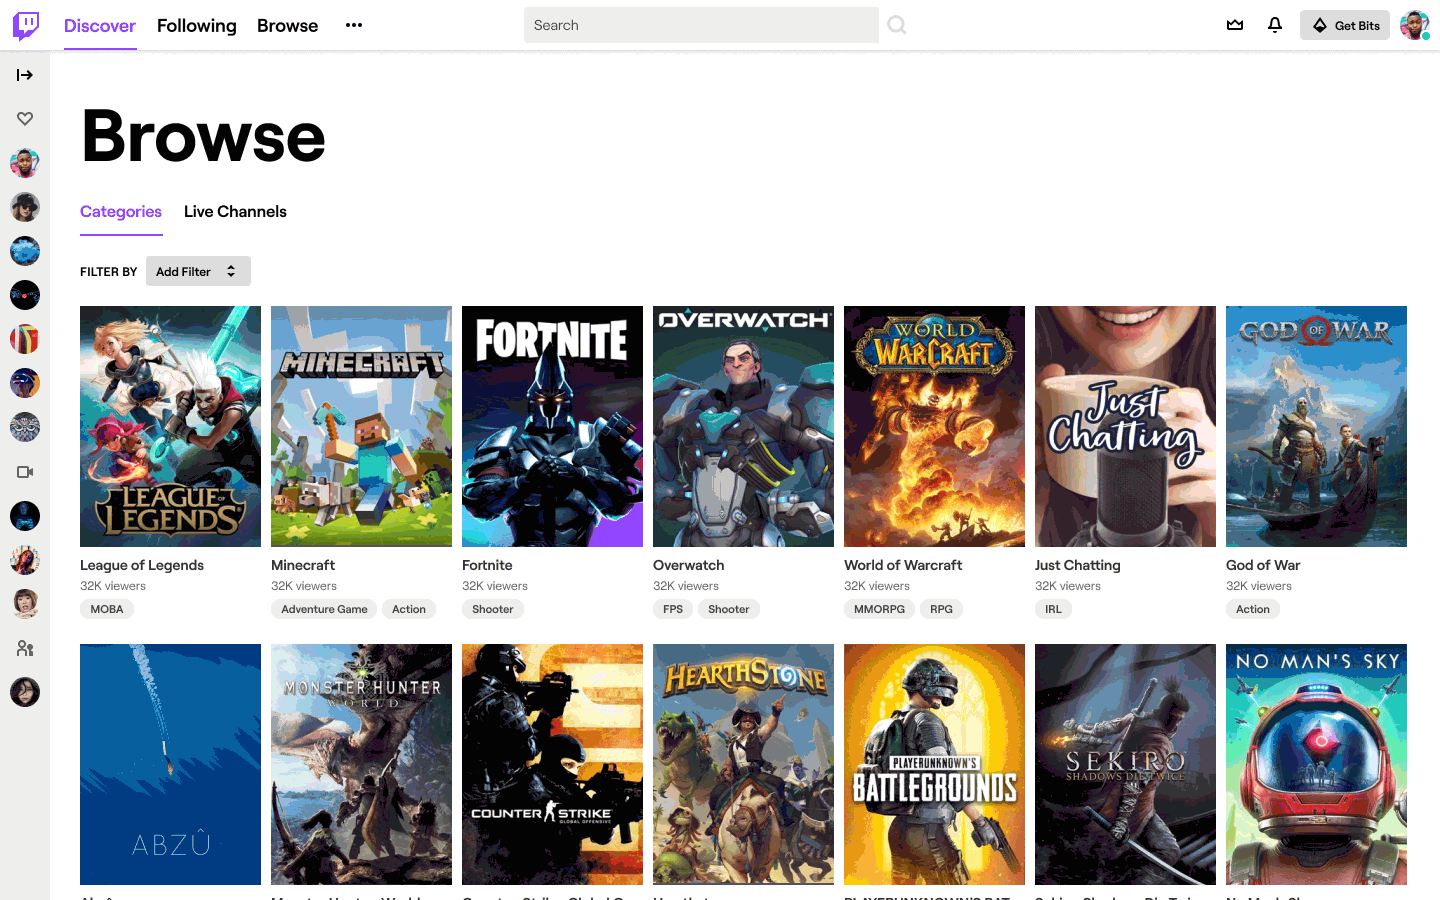 Discover Following Browse
Search
Get Bits
Browse
Categories Live Channels
FILTER BY Add Filter
LEAGUE OF LEGENDS
MINECRAFT
FORTNITE
OVERWATCH
WORLD OF WARCRAFT
Just Chatting
GOD OF WAR
League of Legends
32K viewers
MOBA
Minecraft
32K viewers
Adventure Game Action
Fortnite
32K viewers
Shooter
Overwatch
32K viewers
FPS Shooter
World of Warcraft
32K viewers
MMORPG RPG
Just Chatting
32K viewers
IRL
God of War
32K viewers
Action
ABZÛ
MONSTER HUNTER
WORLD
COUNTER STRIKE
GLOBAL OFFENSIVE
HEARTHSTONE
PLAYERUNKNOWN'S
BATTLEGROUNDS
SEKIRO
SHADOWS DIE TWICE
NO MAN'S SKY